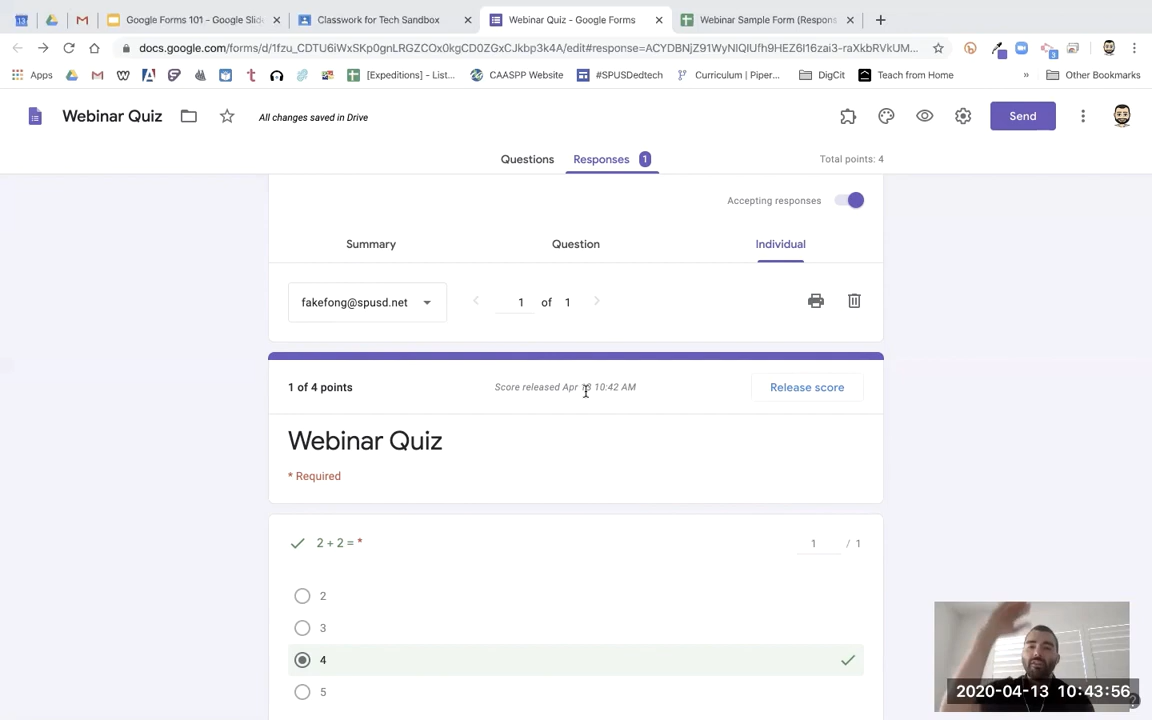 Google Forms 101 - Google Slid
Classwork for Tech Sandbox
Webinar Quiz - Google Forms
Webinar Sample Form (Respons
docs.google.com/forms/d/1fzu_CDTU6iWxSKp0gnLRGZCOx0kgCD0ZGxCJkbp3k4A/edit#response=ACYDBNjZ91WyNIQIUfh9HEZ6I16zai3-raXkbRVkUM...
Apps
[Expeditions] - List...
CAASPP Website
#SPUSDedtech
Curriculum | Piper...
DigCit
Teach from Home
»
Other Bookmarks
Webinar Quiz
All changes saved in Drive
Send
Questions
Responses 1
Total points: 4
Accepting responses
Summary
Question
Individual
fakefong@spusd.net
1 of 1
1 of 4 points
Score released Apr 13 10:42 AM
Release score
Webinar Quiz
* Required
2 + 2 = *
1 / 1
2
3
4
5
2020-04-13 10:43:56